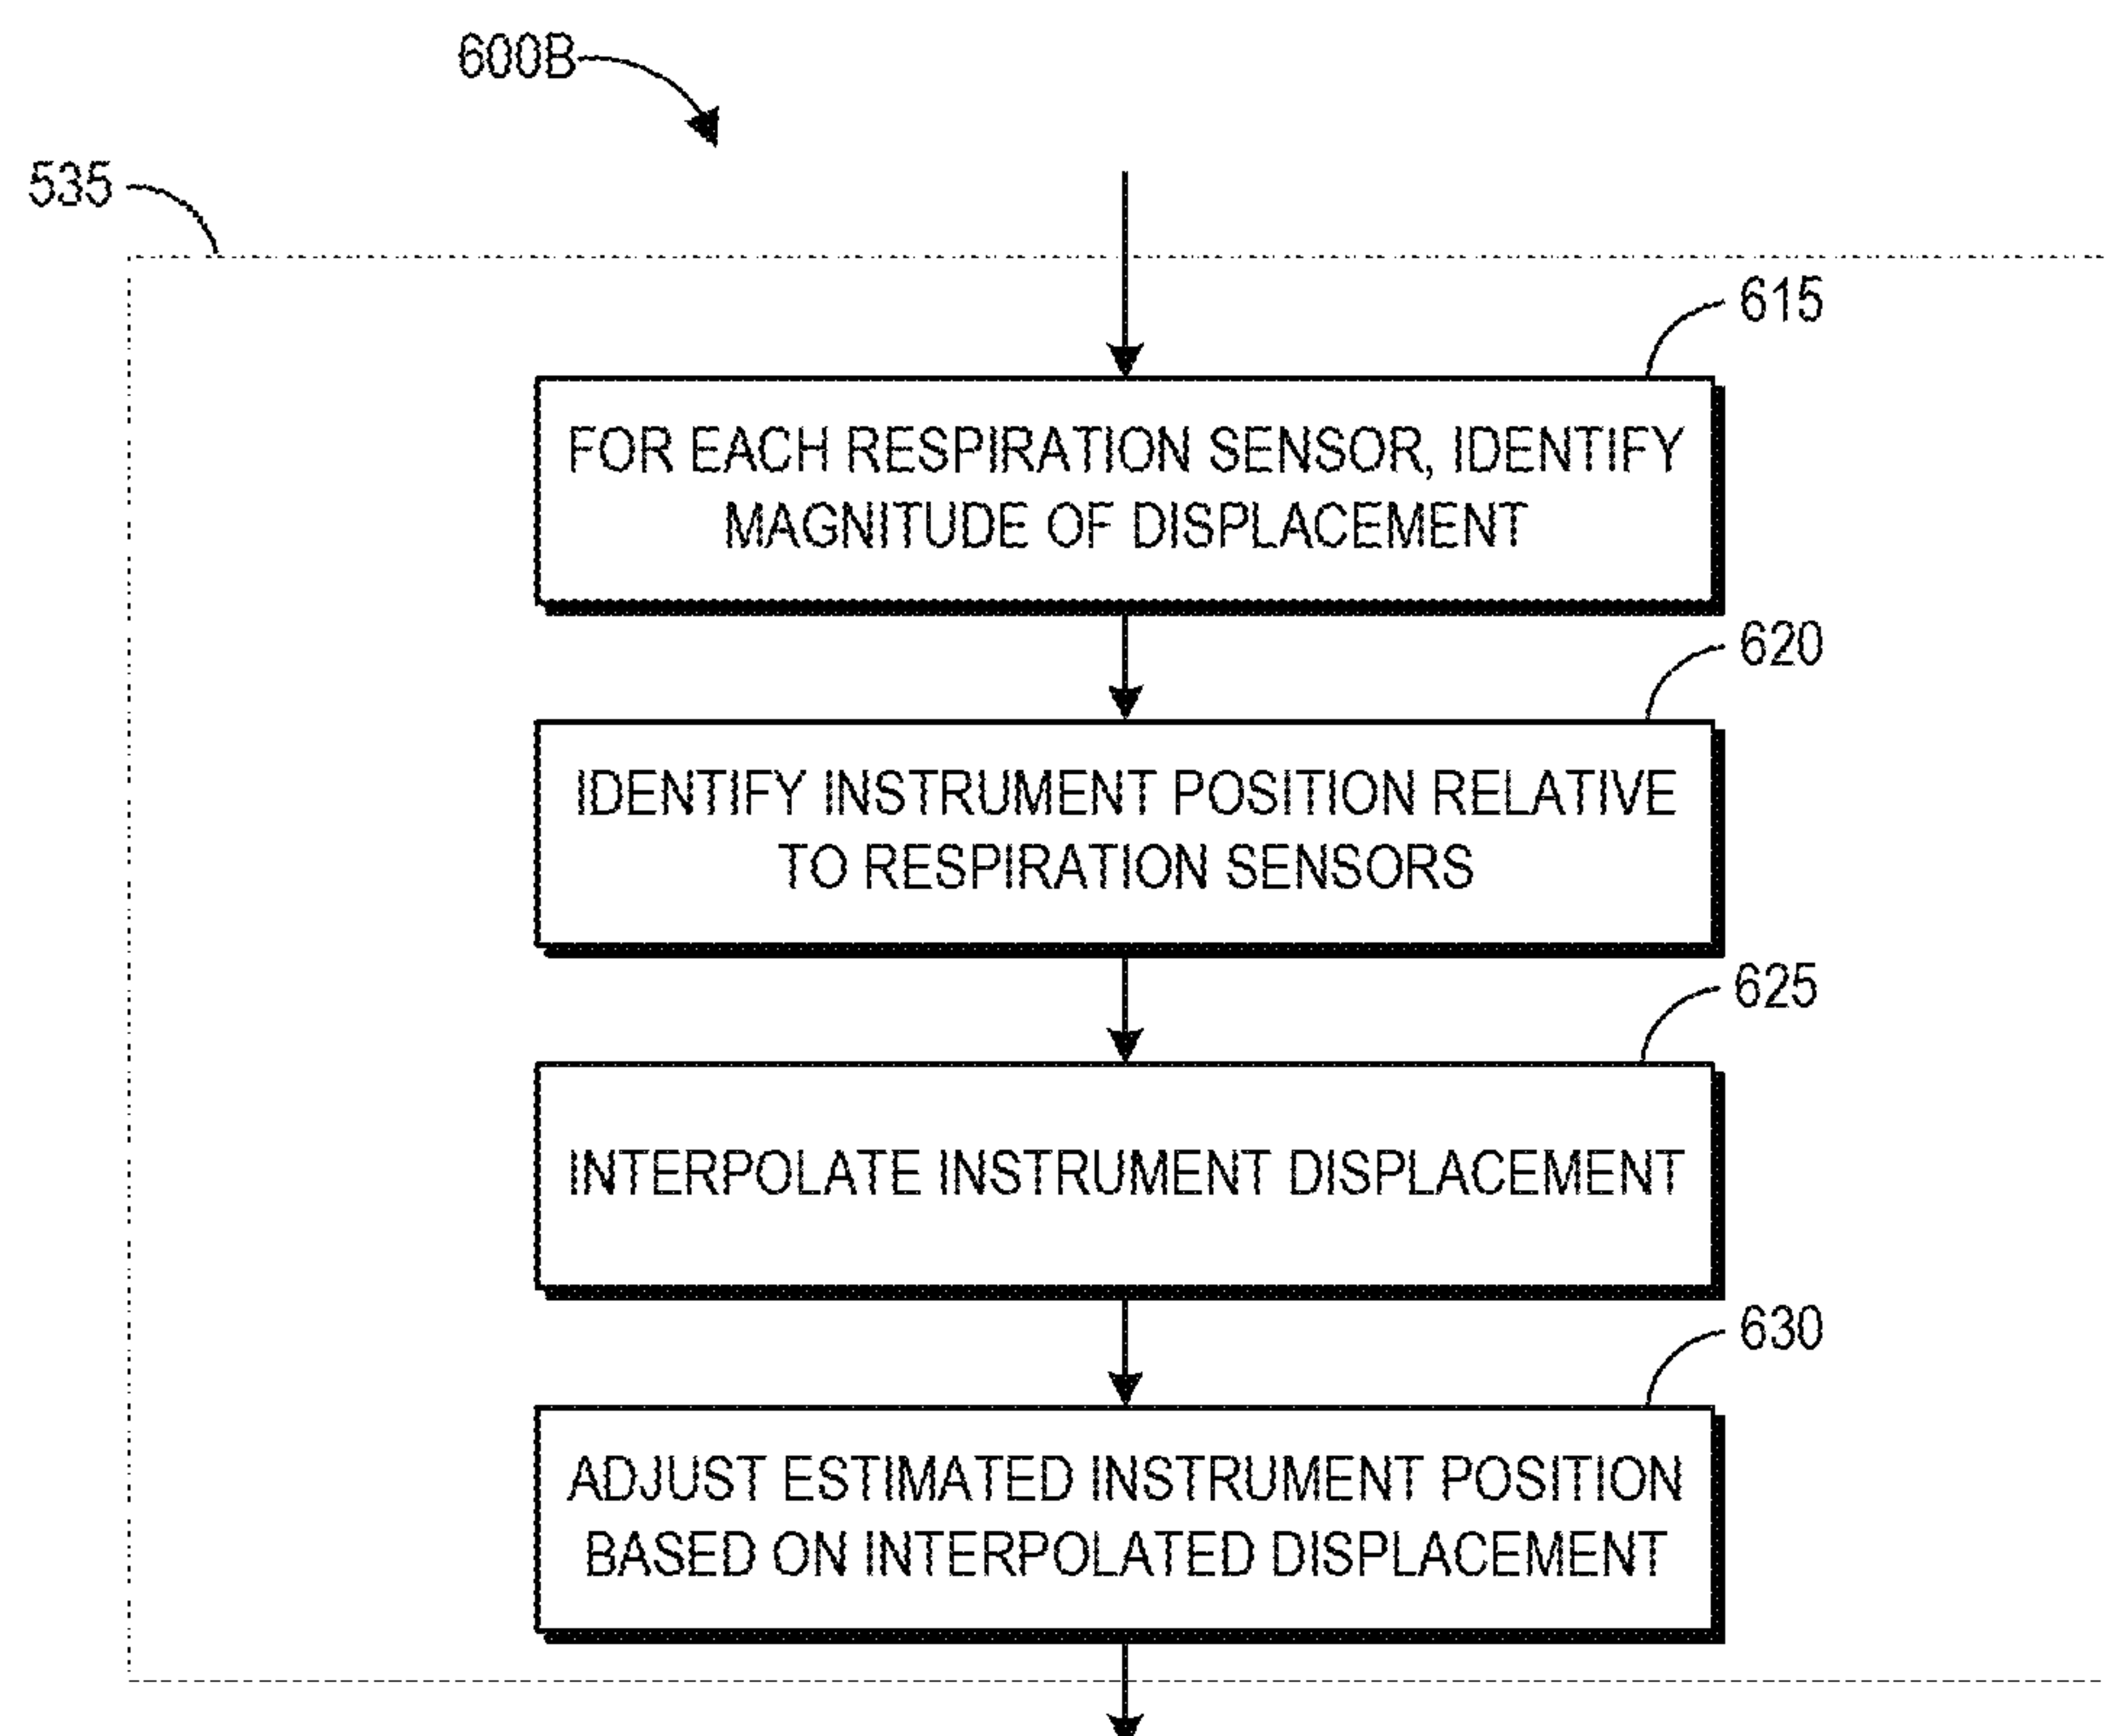 600B
535
615
FOR EACH RESPIRATION SENSOR, IDENTIFY
MAGNITUDE OF DISPLACEMENT
620
IDENTIFY INSTRUMENT POSITION RELATIVE
TO RESPIRATION SENSORS
625
INTERPOLATE INSTRUMENT DISPLACEMENT
630
ADJUST ESTIMATED INSTRUMENT POSITION
BASED ON INTERPOLATED DISPLACEMENT